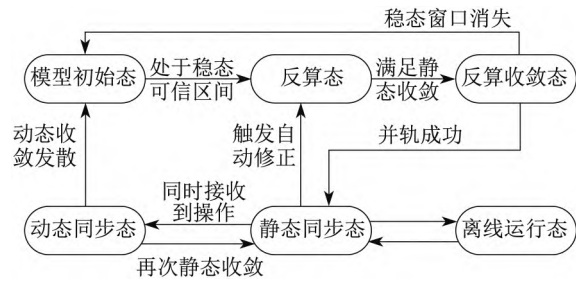 稳态窗口消失
模型初始态
处于稳态
可信区间
反算态
满足静
态收敛
反算收敛态
动态收
敛发散
触发自
动修正
并轨成功
同时接收
到操作
动态同步态
静态同步态
离线运行态
再次静态收敛